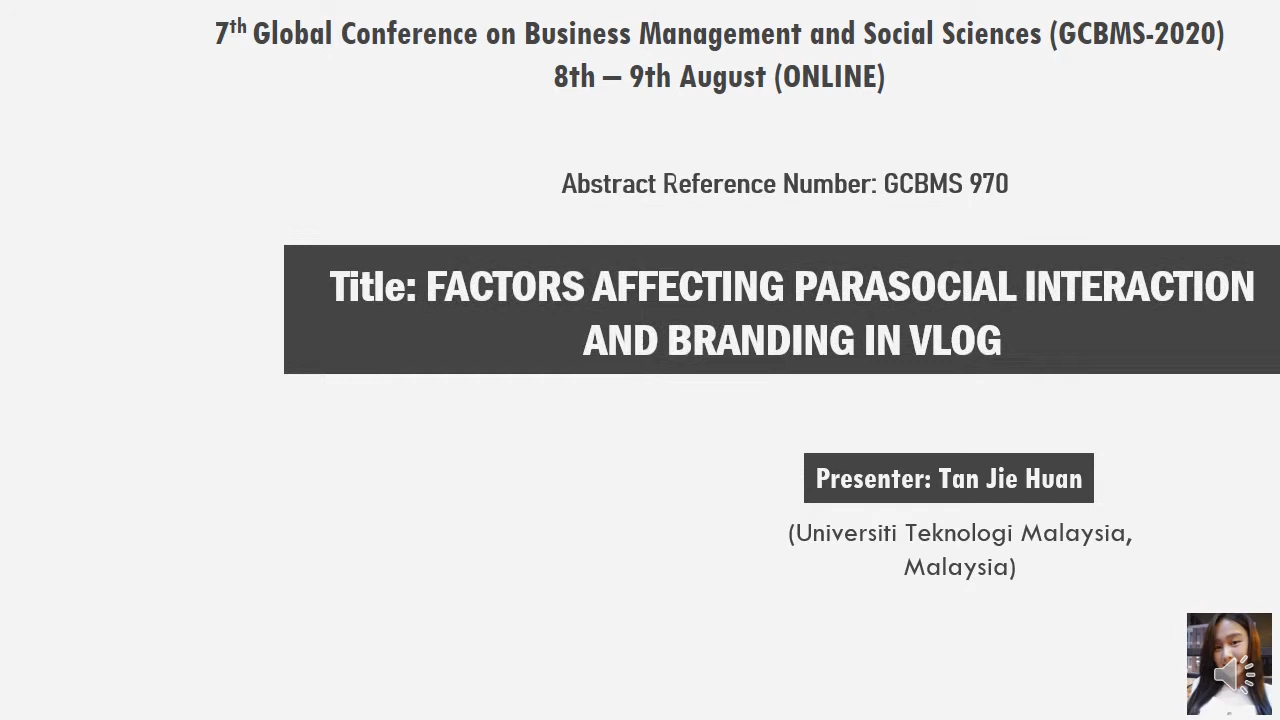 7th Global Conference on Business Management and Social Sciences (GCBMS-2020)
8th – 9th August (ONLINE)
Abstract Reference Number: GCBMS 970
Title: FACTORS AFFECTING PARASOCIAL INTERACTION
AND BRANDING IN VLOG
Presenter: Tan Jie Huan
(Universiti Teknologi Malaysia,
Malaysia)